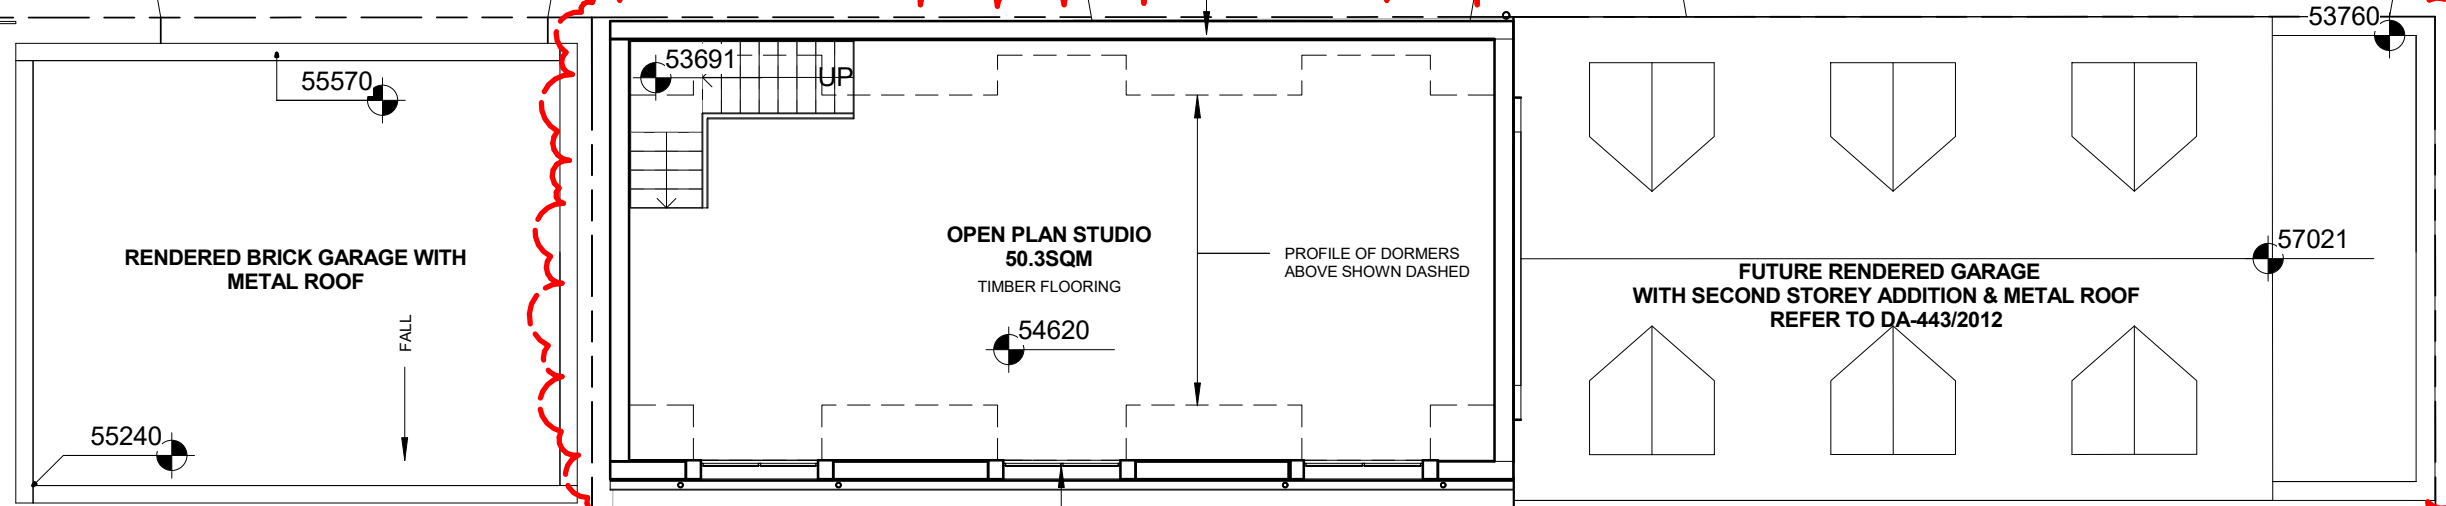 53760
53691
UP
55570
OPEN PLAN STUDIO
50.3SQM
TIMBER FLOORING
PROFILE OF DORMERS
ABOVE SHOWN DASHED
57021
RENDERED BRICK GARAGE WITH
METAL ROOF
FUTURE RENDERED GARAGE
WITH SECOND STOREY ADDITION & METAL ROOF
REFER TO DA-443/2012
FALL
54620
55240